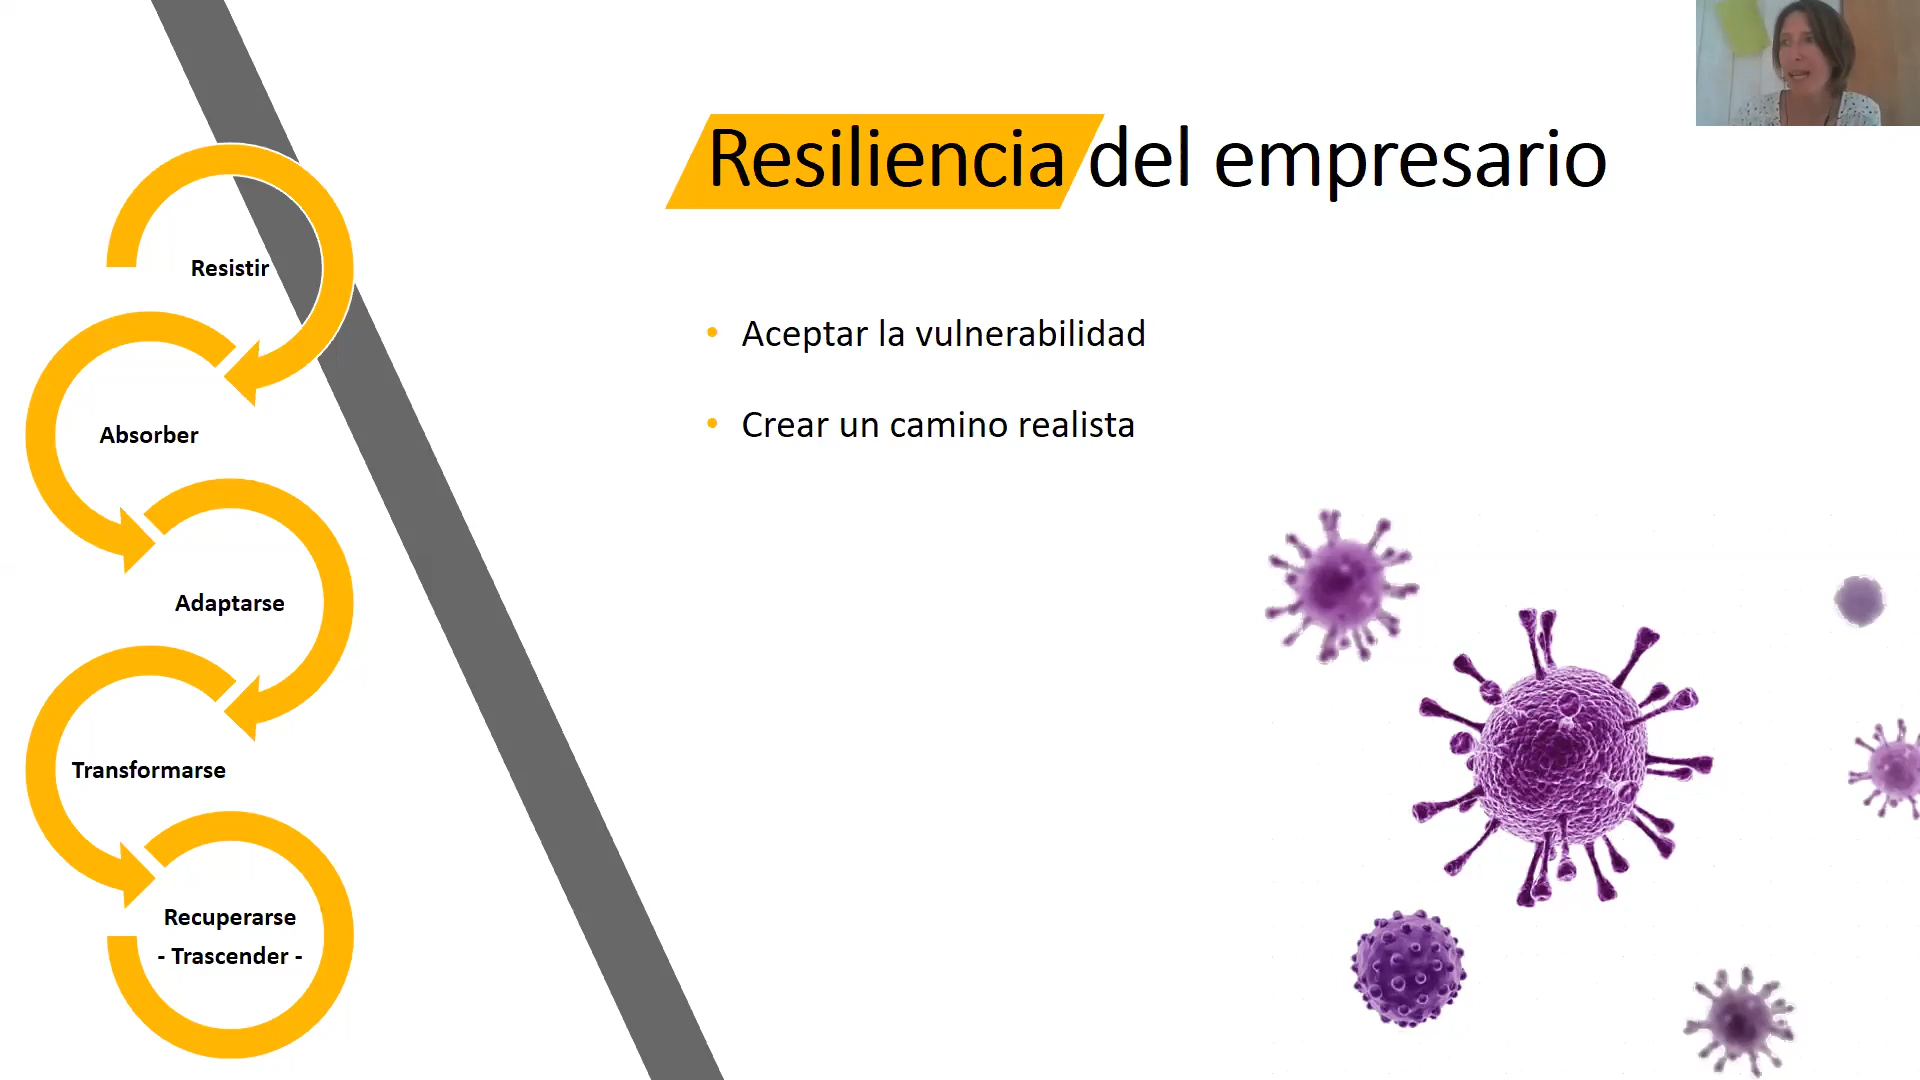 Resiliencia del empresario
Resistir
Absorber
Adaptarse
Transformarse
Recuperarse
- Trascender -
• Aceptar la vulnerabilidad
• Crear un camino realista